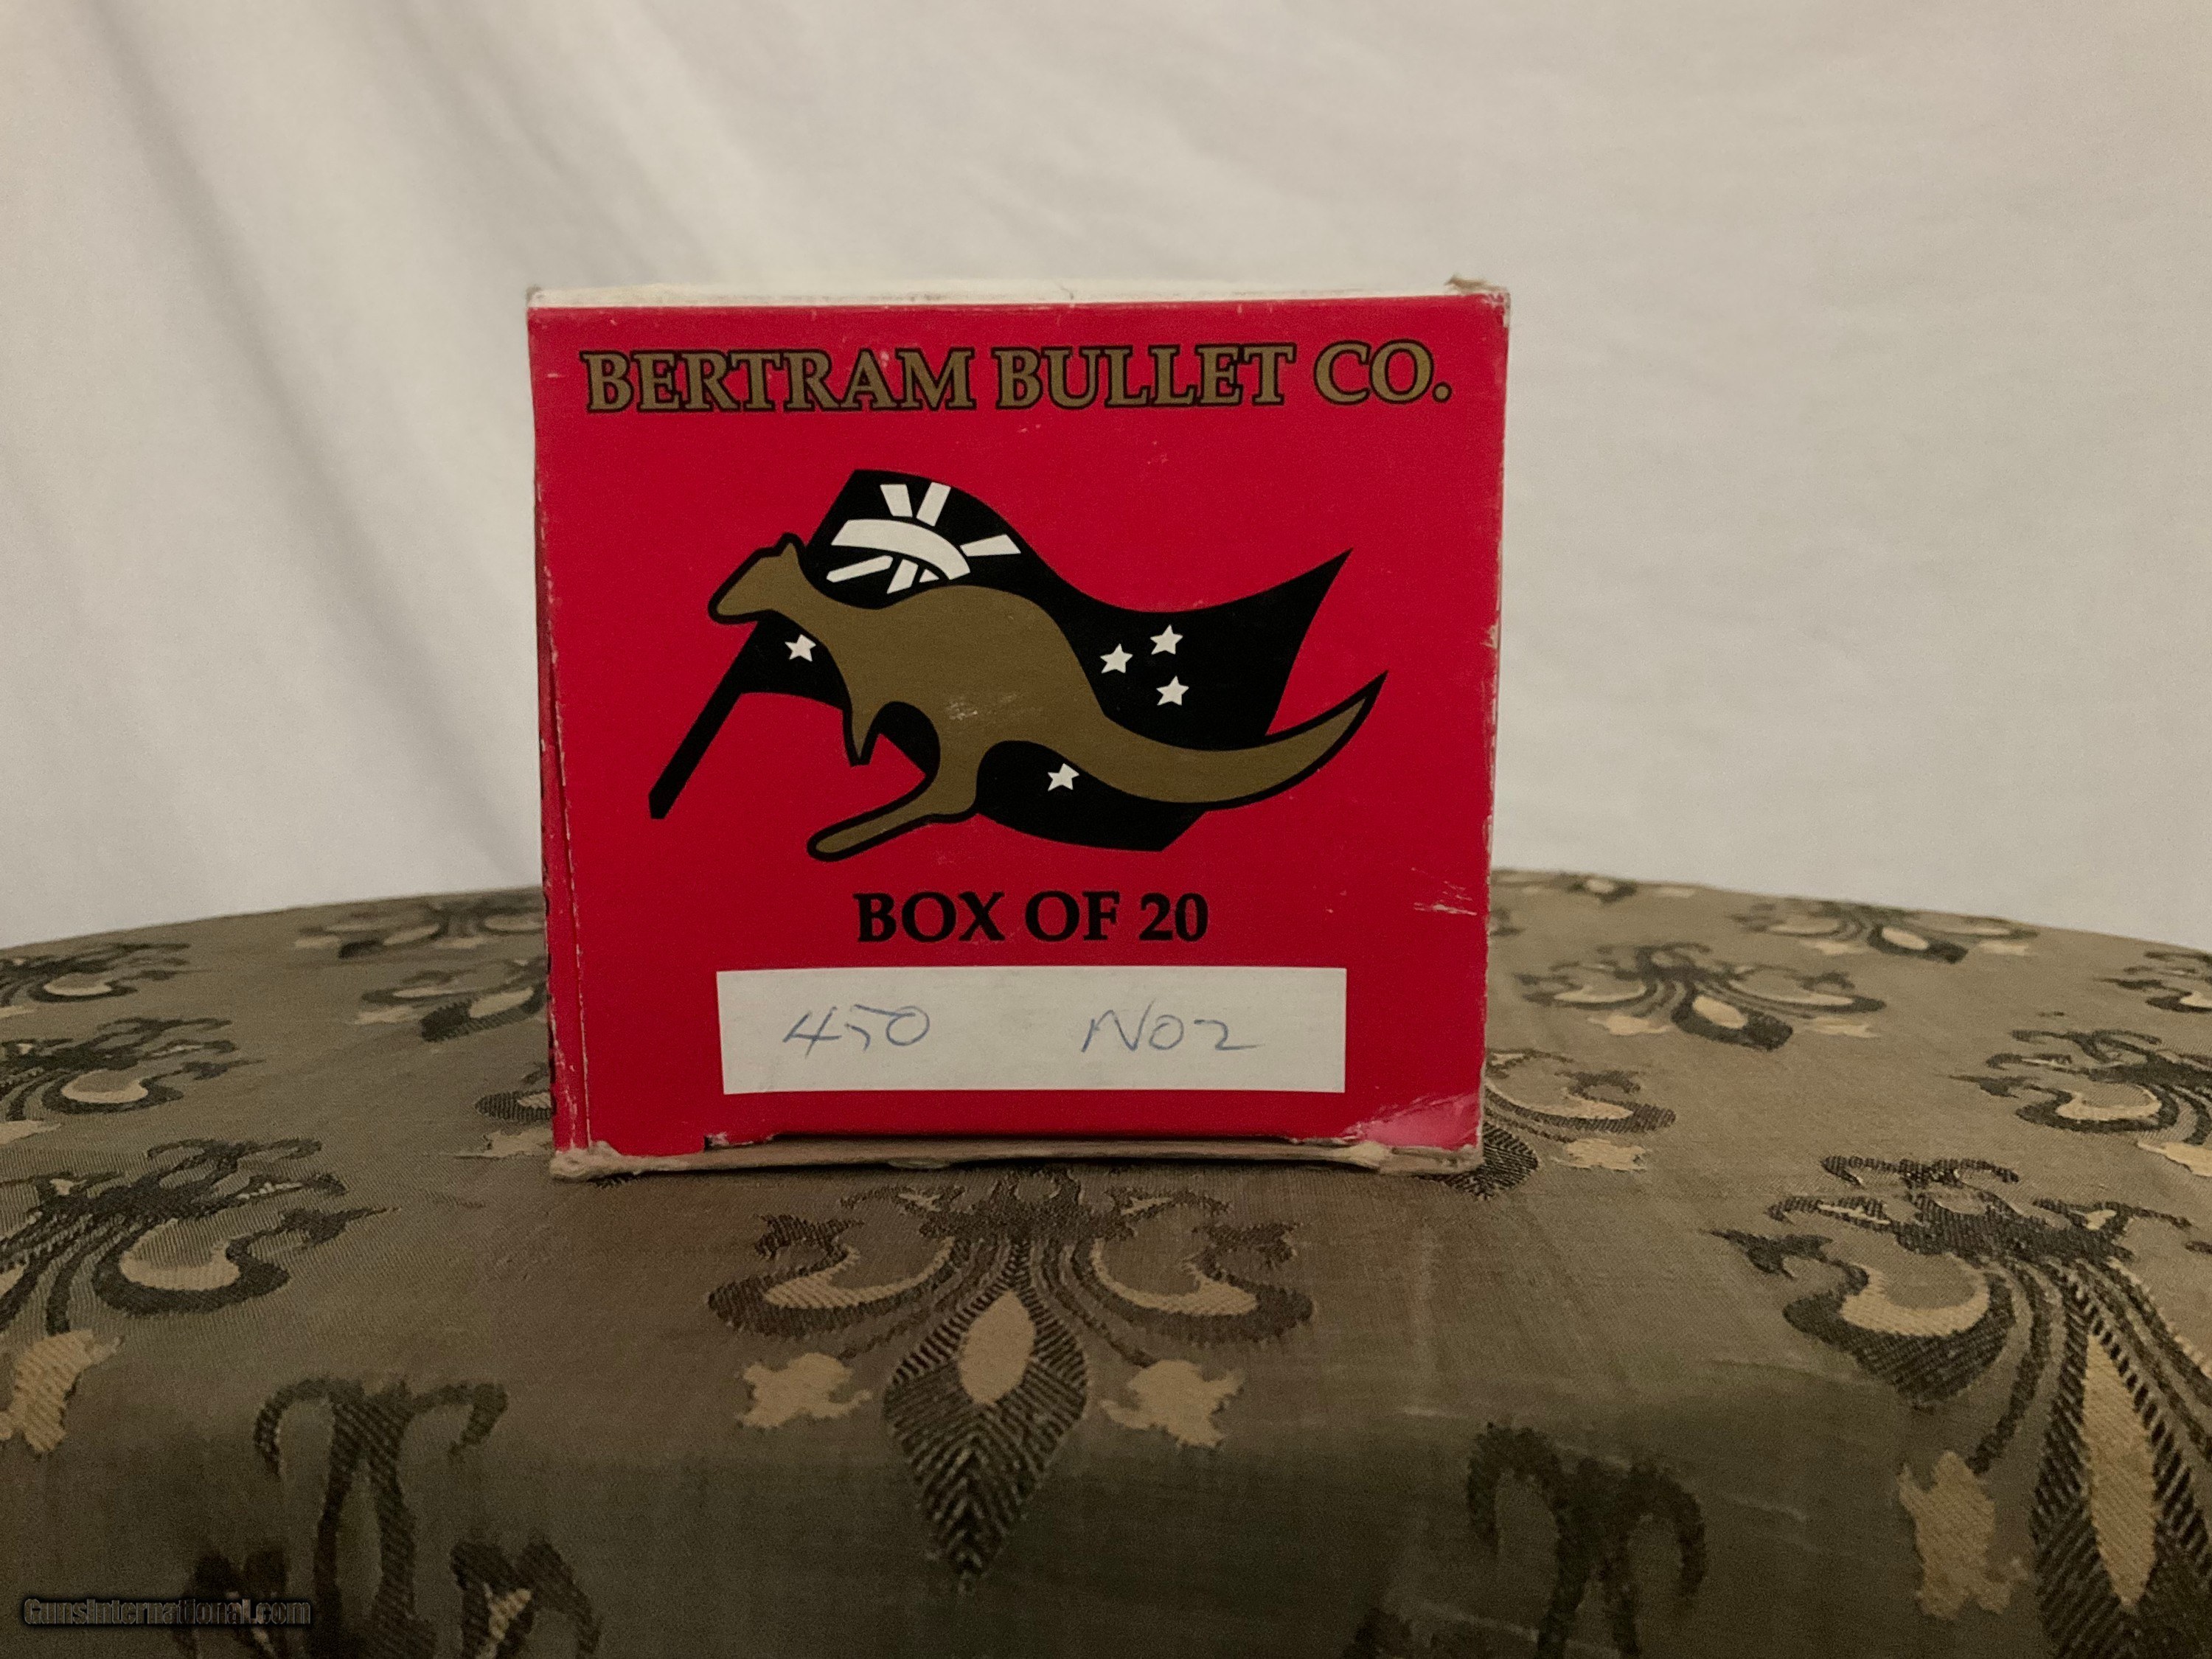 BERTRAM BULLET CO.
BOX OF 20
450 NO2
GunsInternational.com